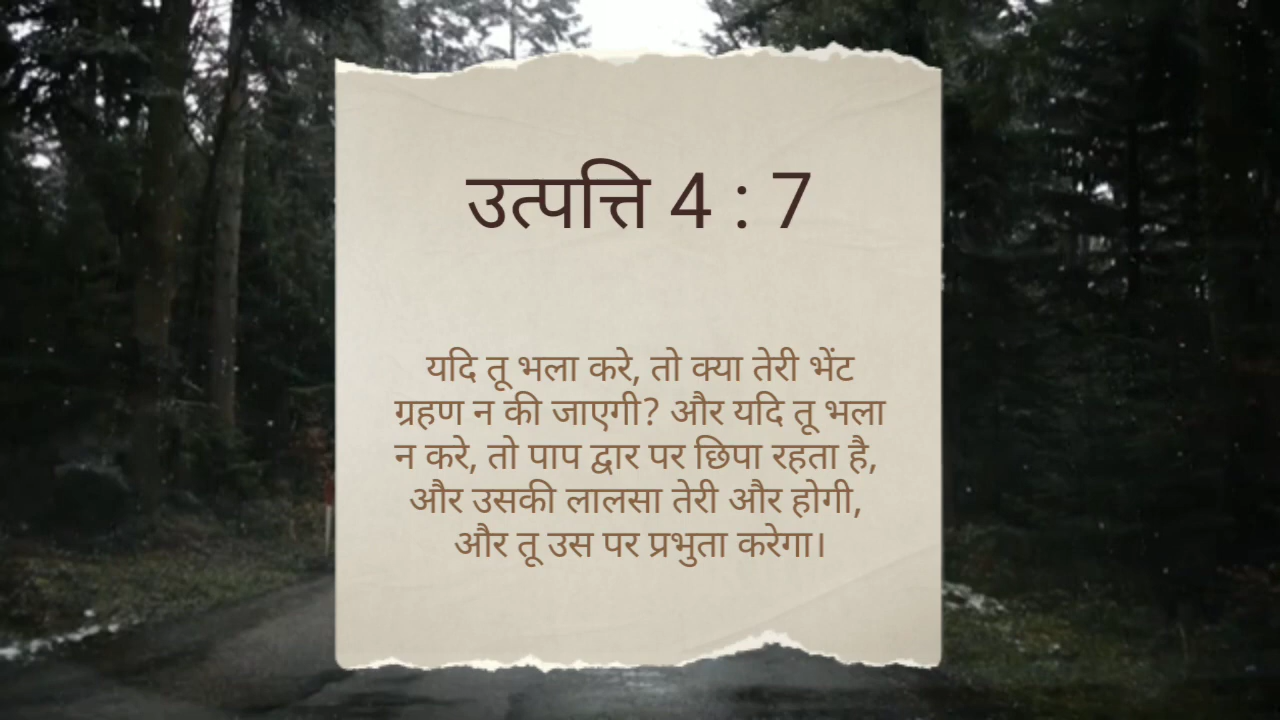 उत्पत्ति 4 : 7
यदि तू भला करे, तो क्या तेरी भेंट
ग्रहण न की जाएगी? और यदि तू भला
न करे, तो पाप द्वार पर छिपा रहता है,
और उसकी लालसा तेरी और होगी,
और तू उस पर प्रभुता करेगा।